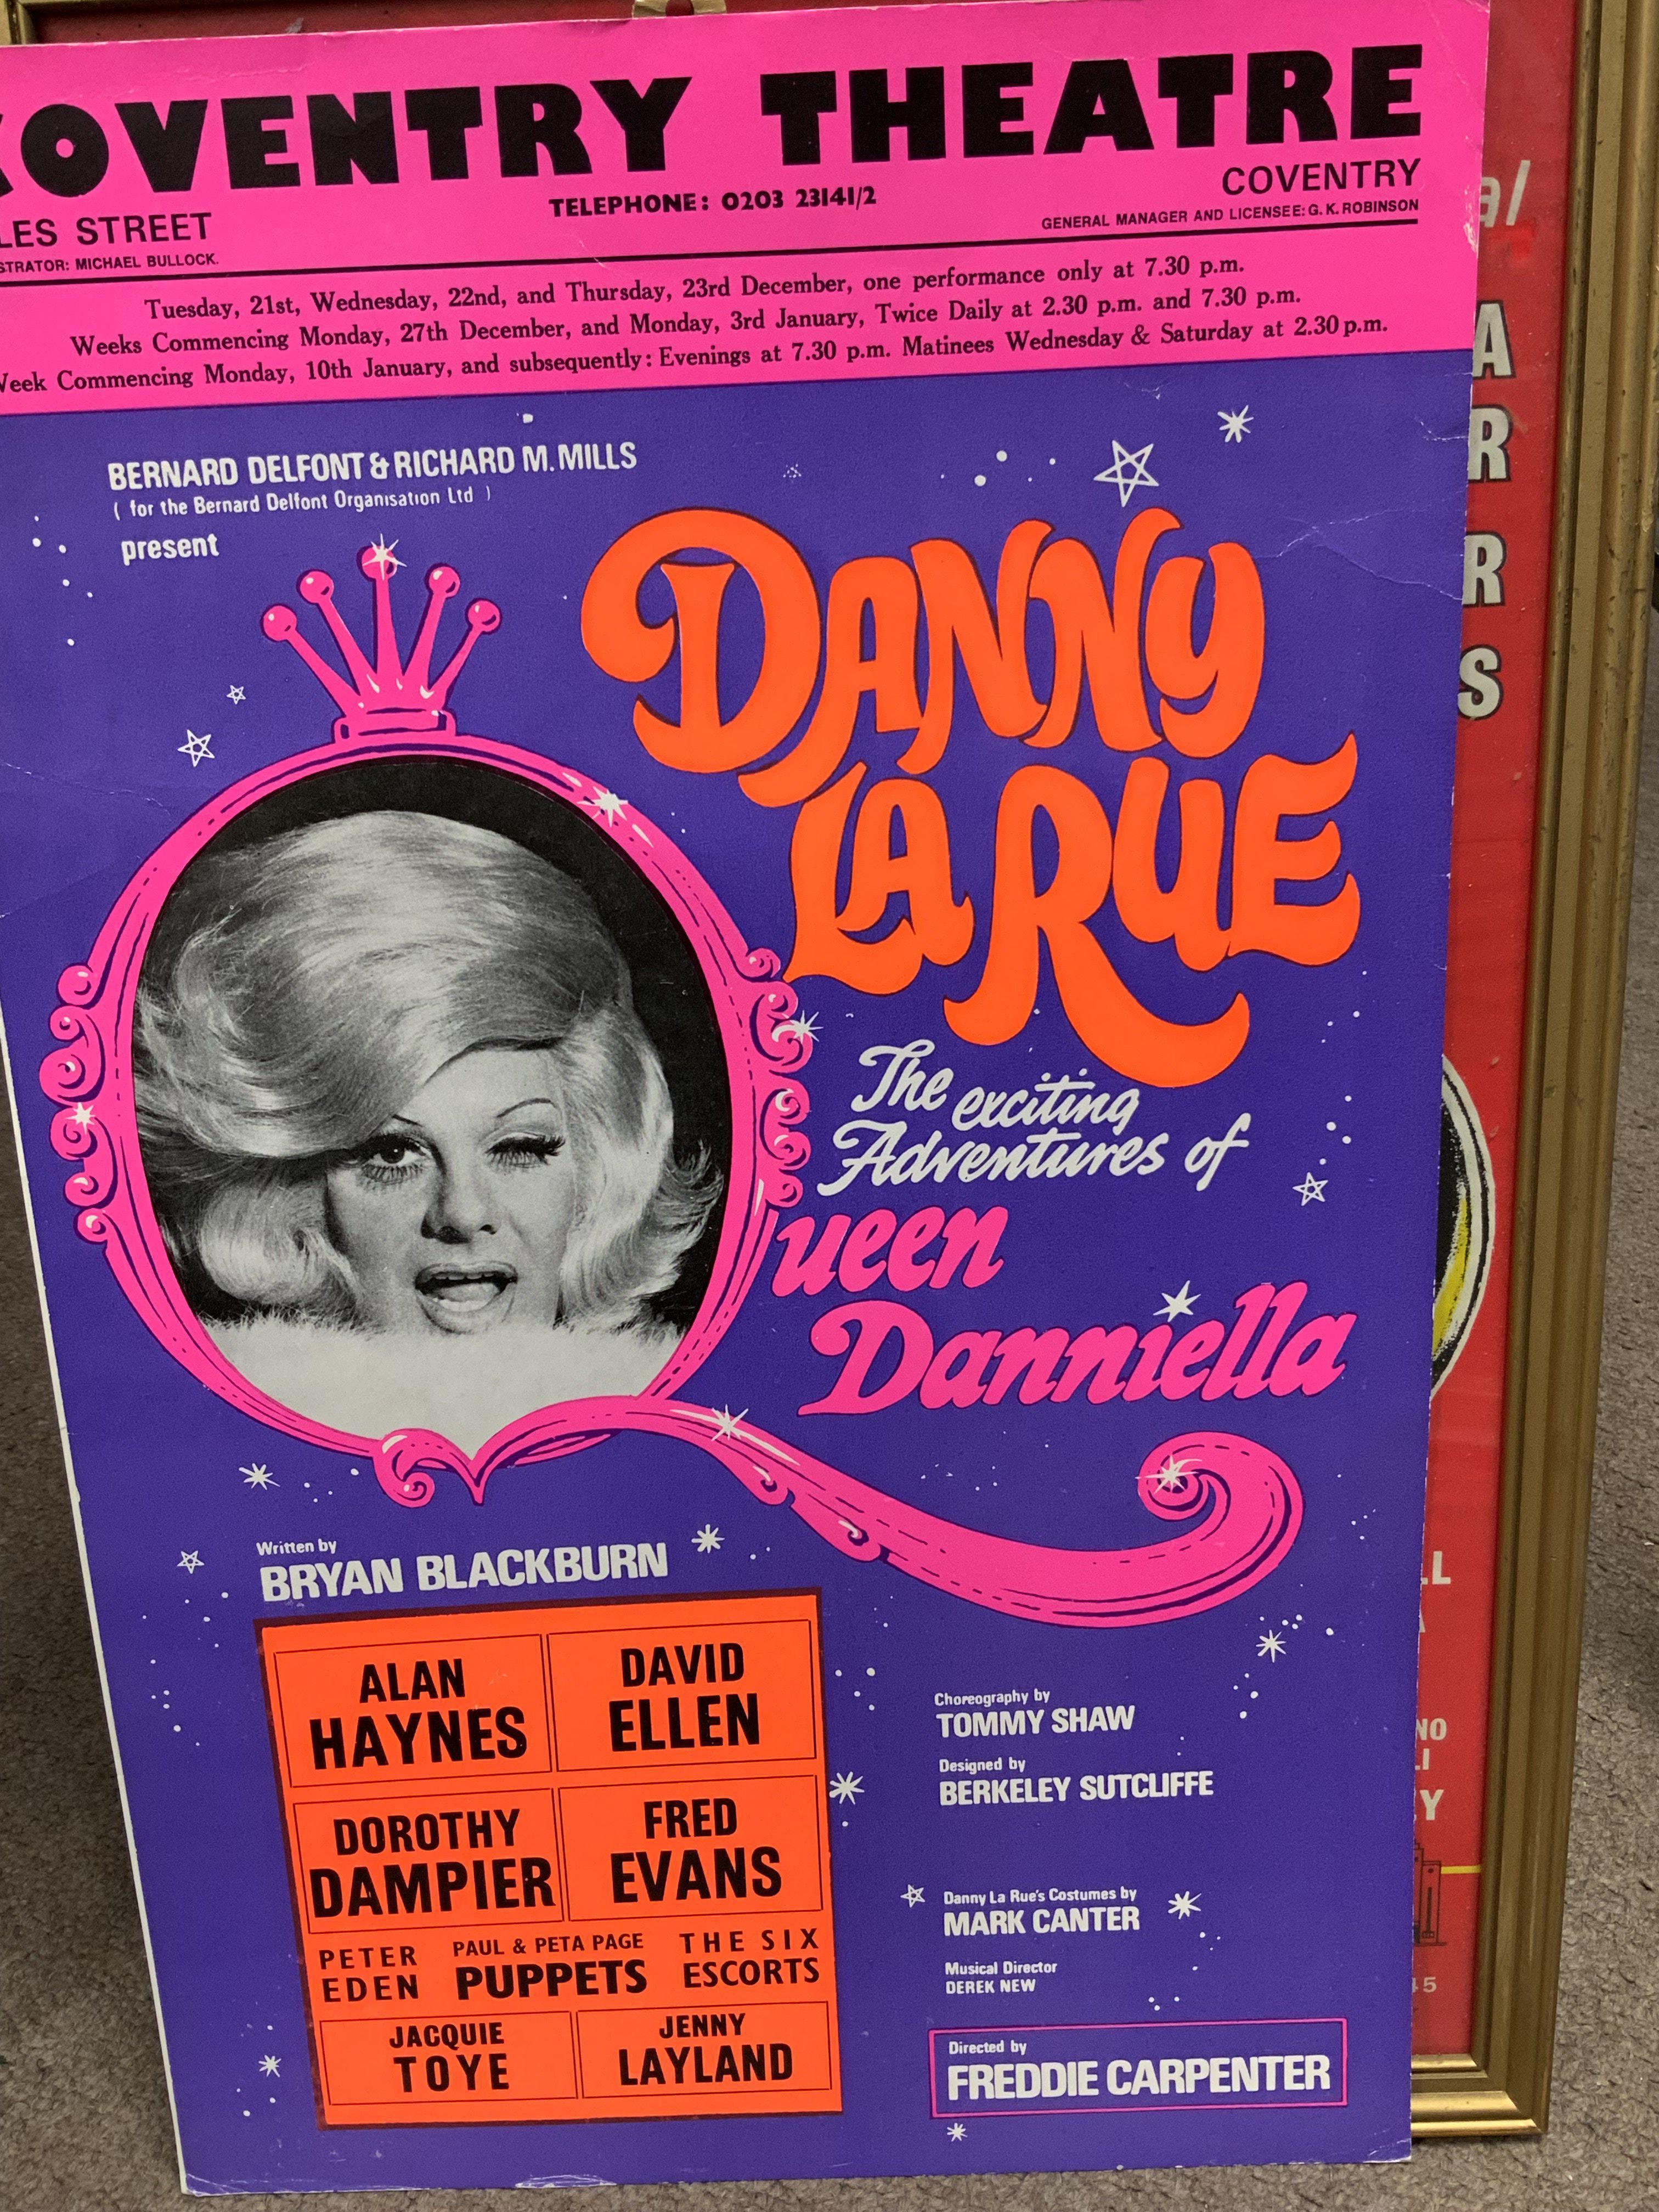 COVENTRY THEATRE
LES STREET
TELEPHONE: 0203 23141/2
COVENTRY
STRATOR: MICHAEL BULLOCK.
GENERAL MANAGER AND LICENSEE: G. K. ROBINSON
Tuesday, 21st, Wednesday, 22nd, and Thursday, 23rd December, one performance only at 7.30 p.m.
Weeks Commencing Monday, 27th December, and Monday, 3rd January, Twice Daily at 2.30 p.m. and 7.30 p.m.
Week Commencing Monday, 10th January, and subsequently: Evenings at 7.30 p.m. Matinees Wednesday & Saturday at 2.30 p.m.
BERNARD DELFONT & RICHARD M. MILLS
( for the Bernard Delfont Organisation Ltd )
present
DANNY
LA RUE
The exciting
Adventures of
Queen
Danniella
Written by
BRYAN BLACKBURN
ALAN
HAYNES
DAVID
ELLEN
DOROTHY
DAMPIER
FRED
EVANS
PETER
EDEN
PAUL & PETA PAGE
PUPPETS
THE SIX
ESCORTS
JACQUIE
TOYE
JENNY
LAYLAND
Choreography by
TOMMY SHAW
Designed by
BERKELEY SUTCLIFFE
Danny La Rue's Costumes by
MARK CANTER
Musical Director
DEREK NEW
Directed by
FREDDIE CARPENTER
al
A
R
R
S
LL
A
NO
LI
Y
45